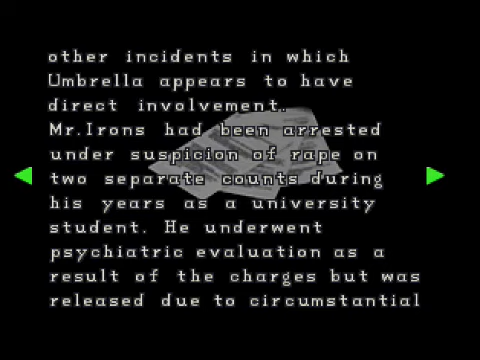 other incidents in which
Umbrella appears to have
direct involvement.
Mr.Irons had been arrested
under suspicion of rape on
two separate counts during
his years as a university
student. He underwent
psychiatric evaluation as a
result of the charges but was
released due to circumstantial